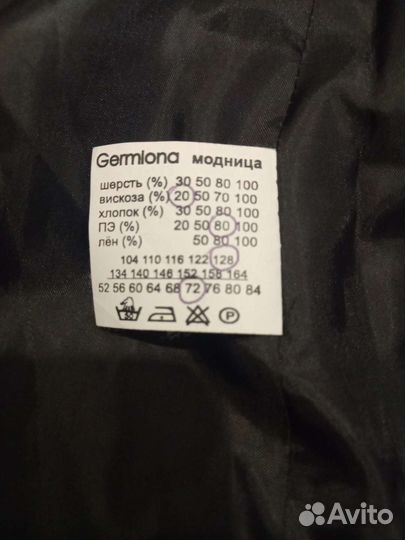 Germiona модница
шерсть (%) 30 50 80 100
вискоза (%) 20 50 70 100
хлопок (%) 30 50 80 100
ПЭ (%) 20 50 80 100
лён (%) 50 80 100
104 110 116 122 128
134 140 146 152 158 164
52 56 60 64 68 72 76 80 84
P
Avito